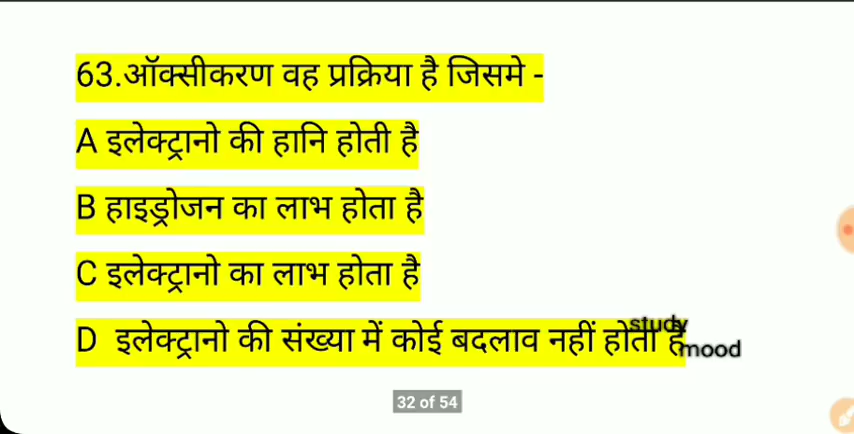 63.ऑक्सीकरण वह प्रक्रिया है जिसमे -
A इलेक्ट्रानो की हानि होती है
B हाइड्रोजन का लाभ होता है
C इलेक्ट्रानो का लाभ होता है
D इलेक्ट्रानो की संख्या में कोई बदलाव नहीं होता है
study
mood
32 of 54